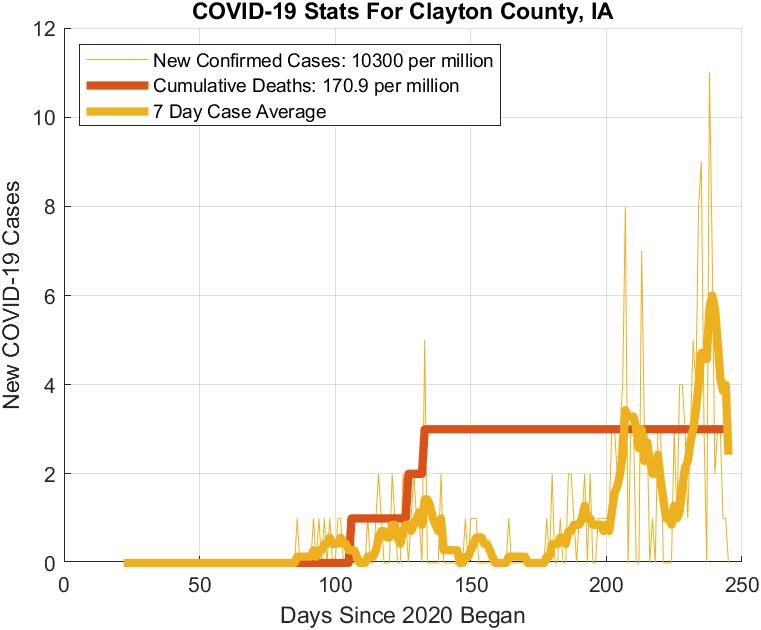 COVID-19 Stats For Clayton County, IA
12
10
8
6
4
2
0
New COVID-19 Cases
New Confirmed Cases: 10300 per million
Cumulative Deaths: 170.9 per million
7 Day Case Average
0 50 100 150 200 250
Days Since 2020 Began